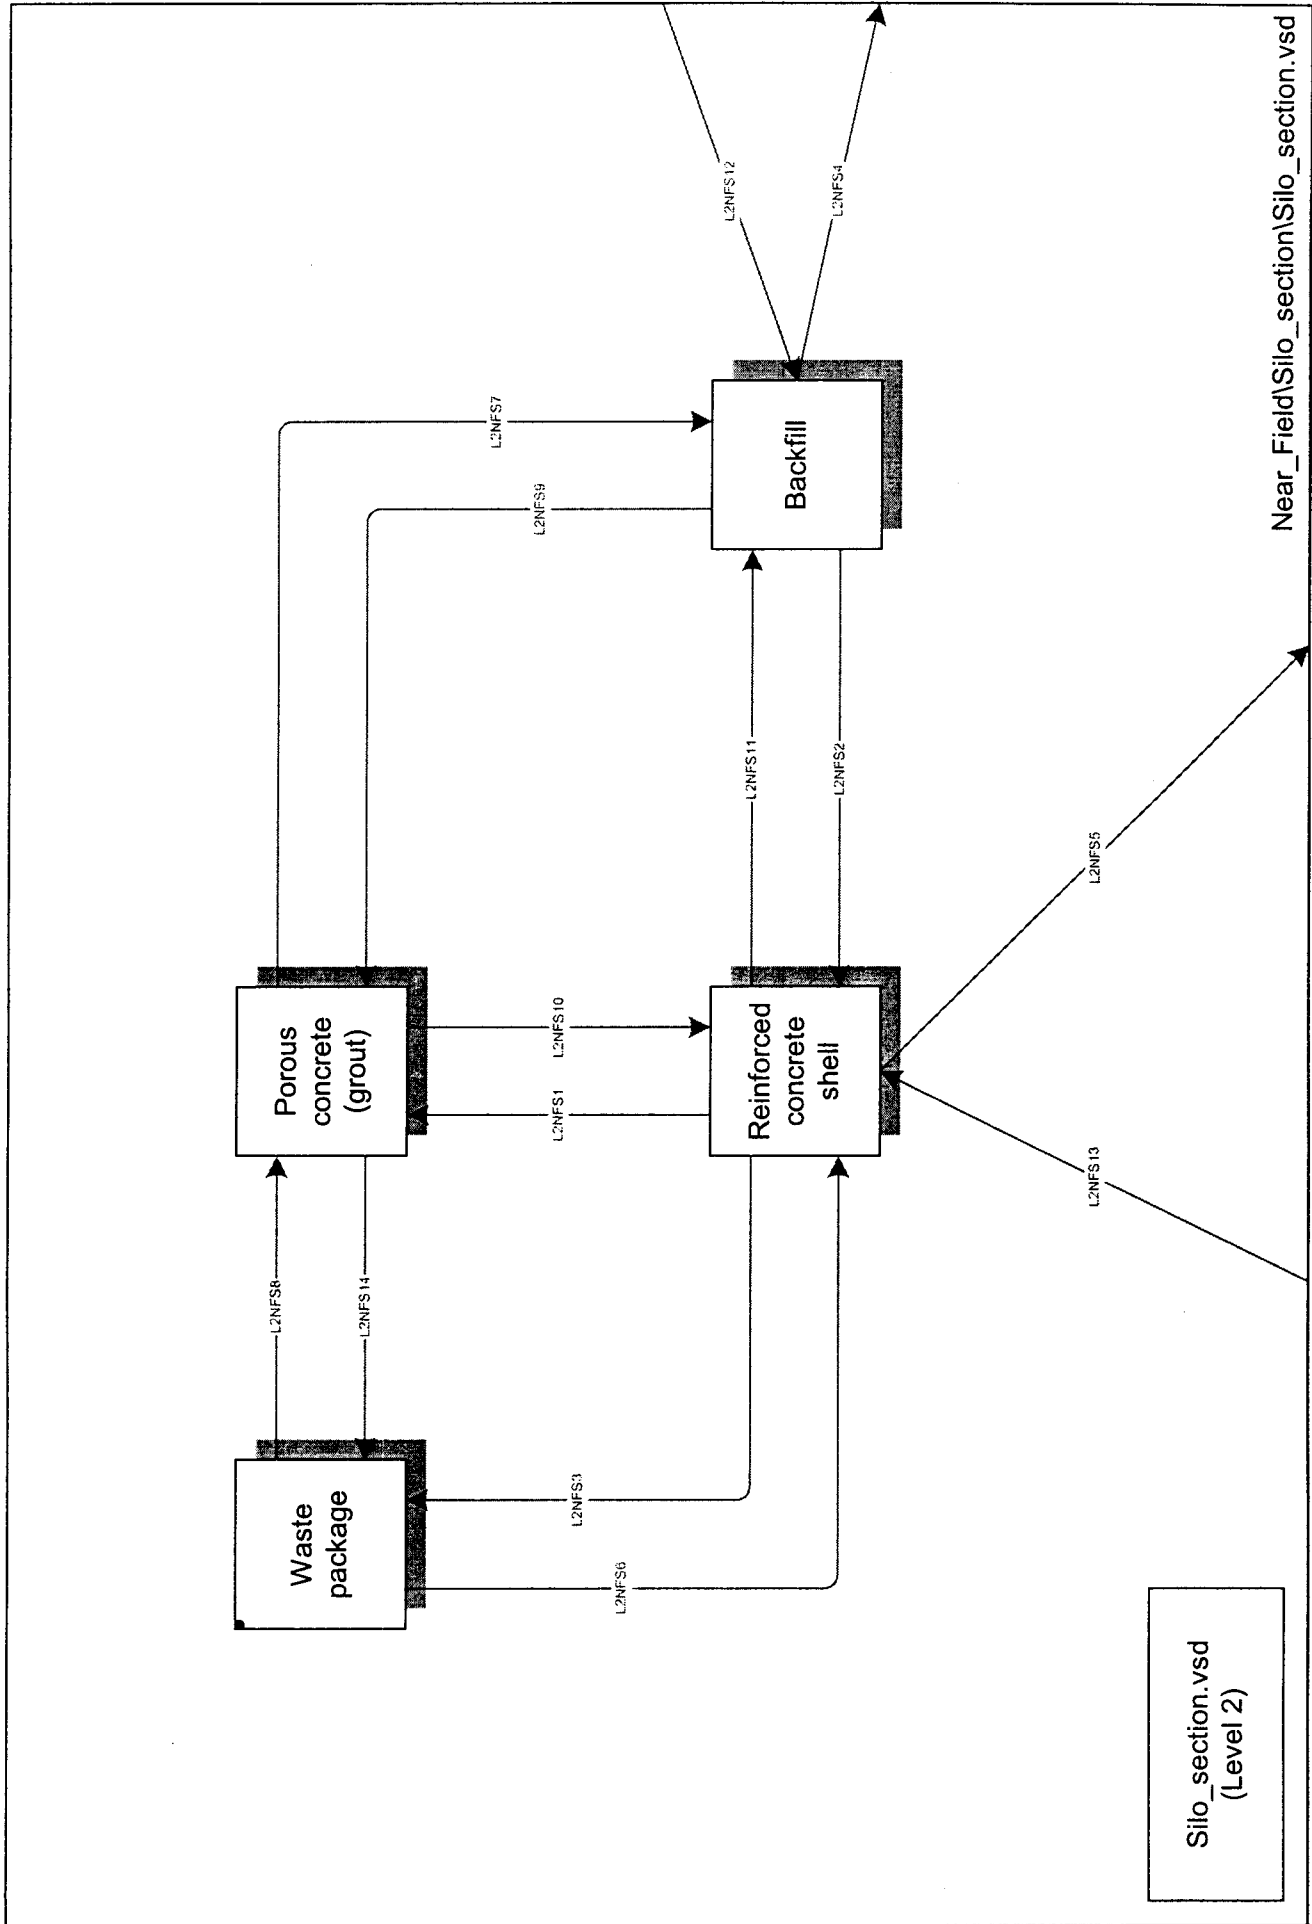 L2NFS8
Waste
package
Porous
concrete
(grout)
L2NFS14
L2NFS7
L2NFS9
L2NFS1
L2NFS10
L2NFS3
L2NFS6
L2NFS12
L2NFS11
Reinforced
concrete
shell
Backfill
L2NFS2
L2NFS4
L2NFS13
L2NFS5
Silo_section.vsd
(Level 2)
Near_Field\Silo_section\Silo_section.vsd